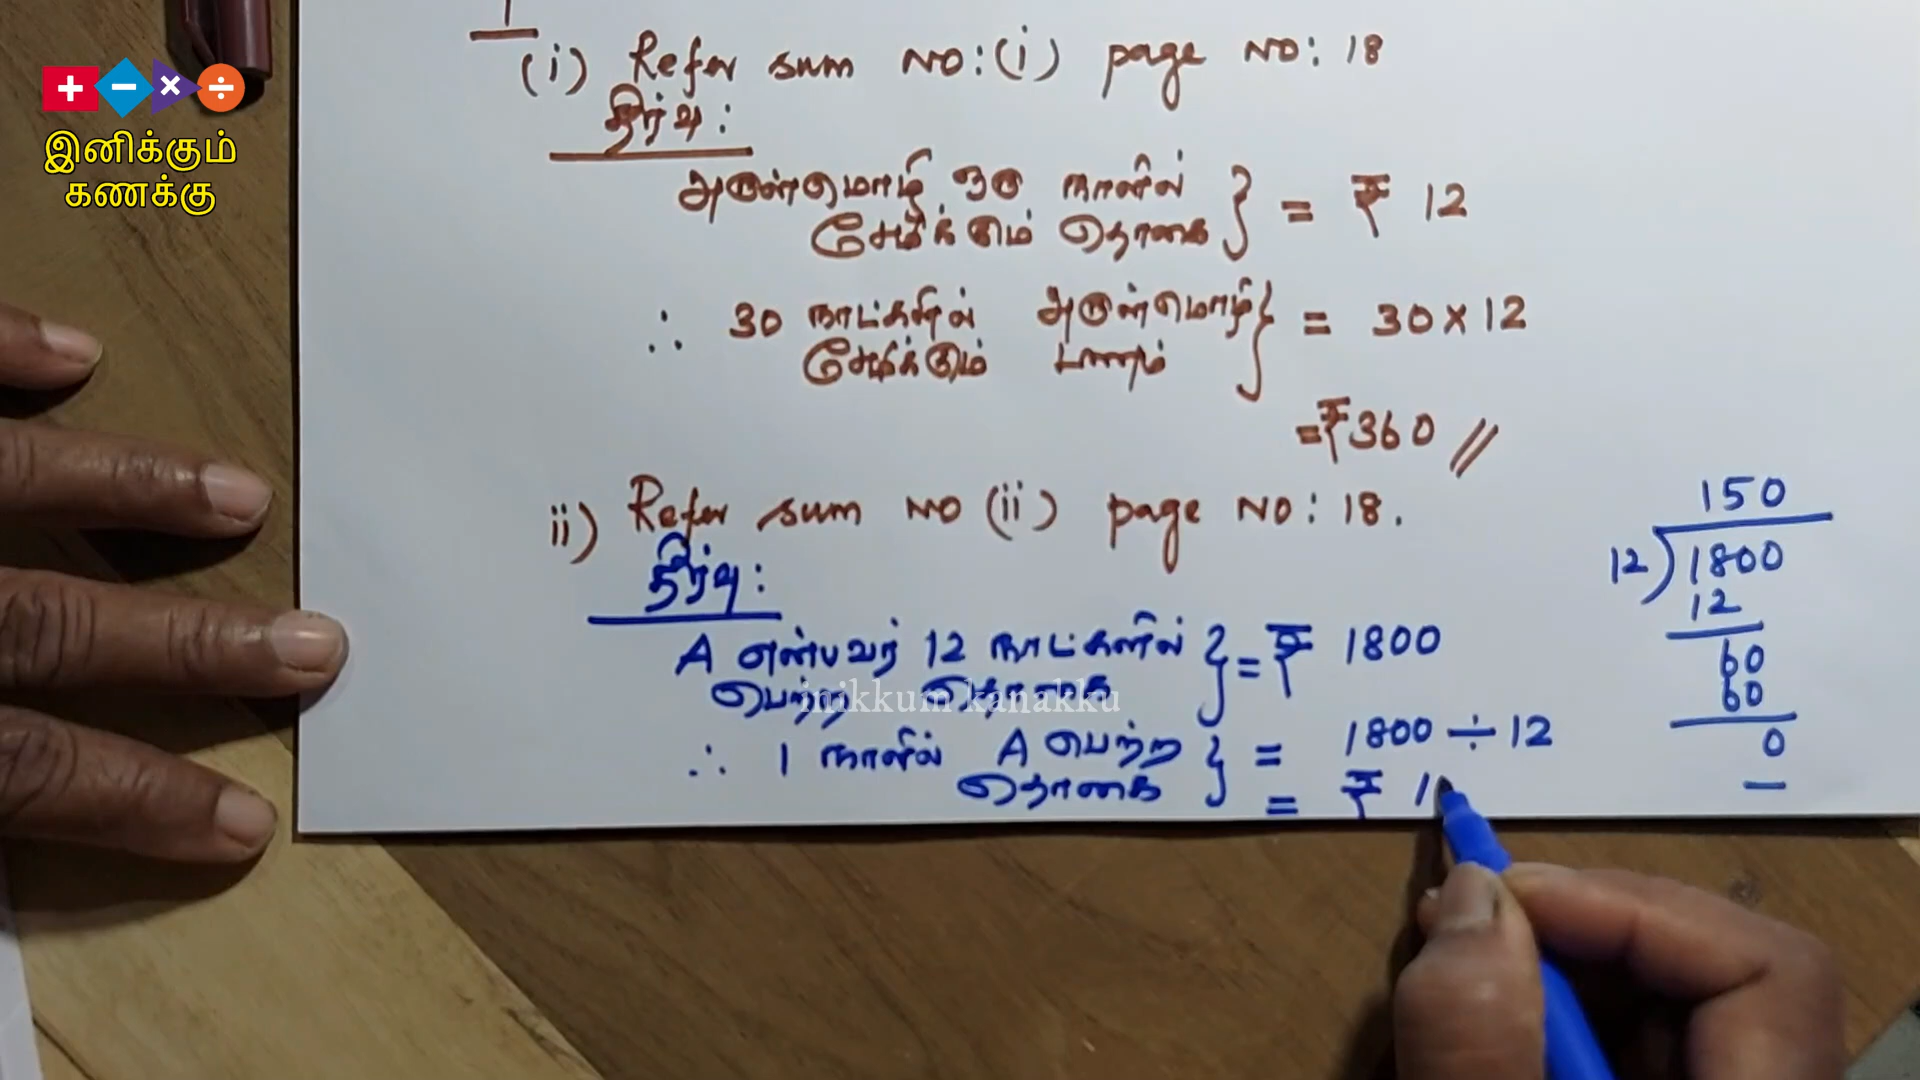 இனிக்கும்
கணக்கு
(i) Refer sum NO:(i) page NO: 18
தீர்வு:
அருள்மொழி ஒரு நாளில் } = ₹ 12
சேமிக்கும் தொகை
∴ 30 நாட்களில் அருள்மொழி } = 30 × 12
சேமிக்கும் பணம்
= ₹ 360 //
ii) Refer sum NO (ii) page NO: 18.
தீர்வு:
A என்பவர் 12 நாட்களில் } = ₹ 1800
பெற்ற தொகை
inikkum kanakku
∴ 1 நாளில் A பெற்ற } = 1800 ÷ 12
தொகை = ₹ 1
150
12) 1800
12
60
60
0